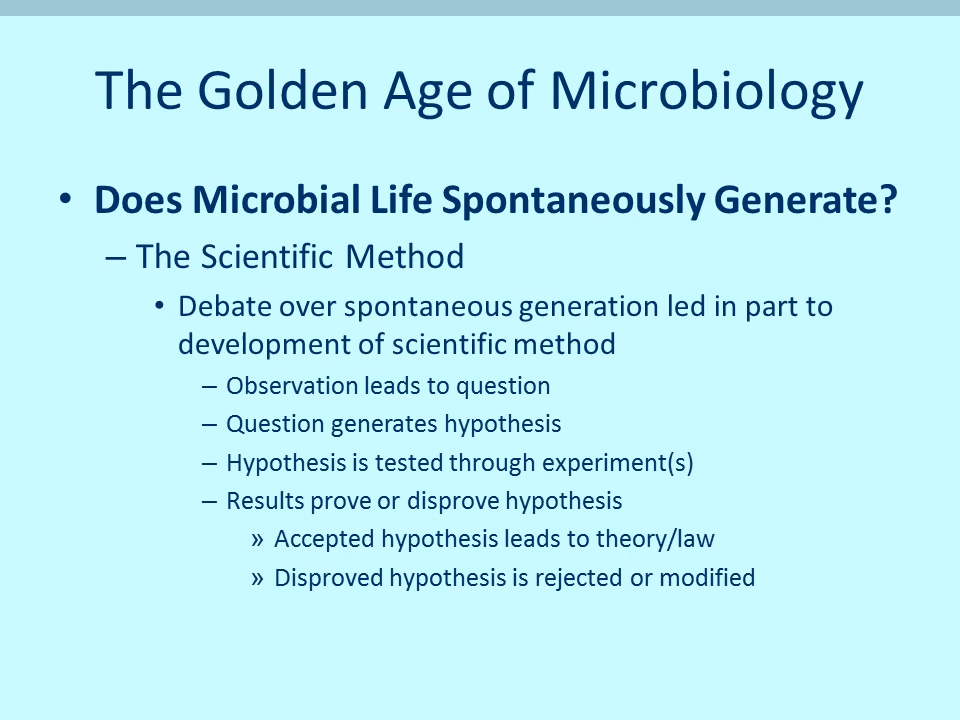 The Golden Age of Microbiology
• Does Microbial Life Spontaneously Generate?
– The Scientific Method
• Debate over spontaneous generation led in part to
development of scientific method
– Observation leads to question
– Question generates hypothesis
– Hypothesis is tested through experiment(s)
– Results prove or disprove hypothesis
» Accepted hypothesis leads to theory/law
» Disproved hypothesis is rejected or modified